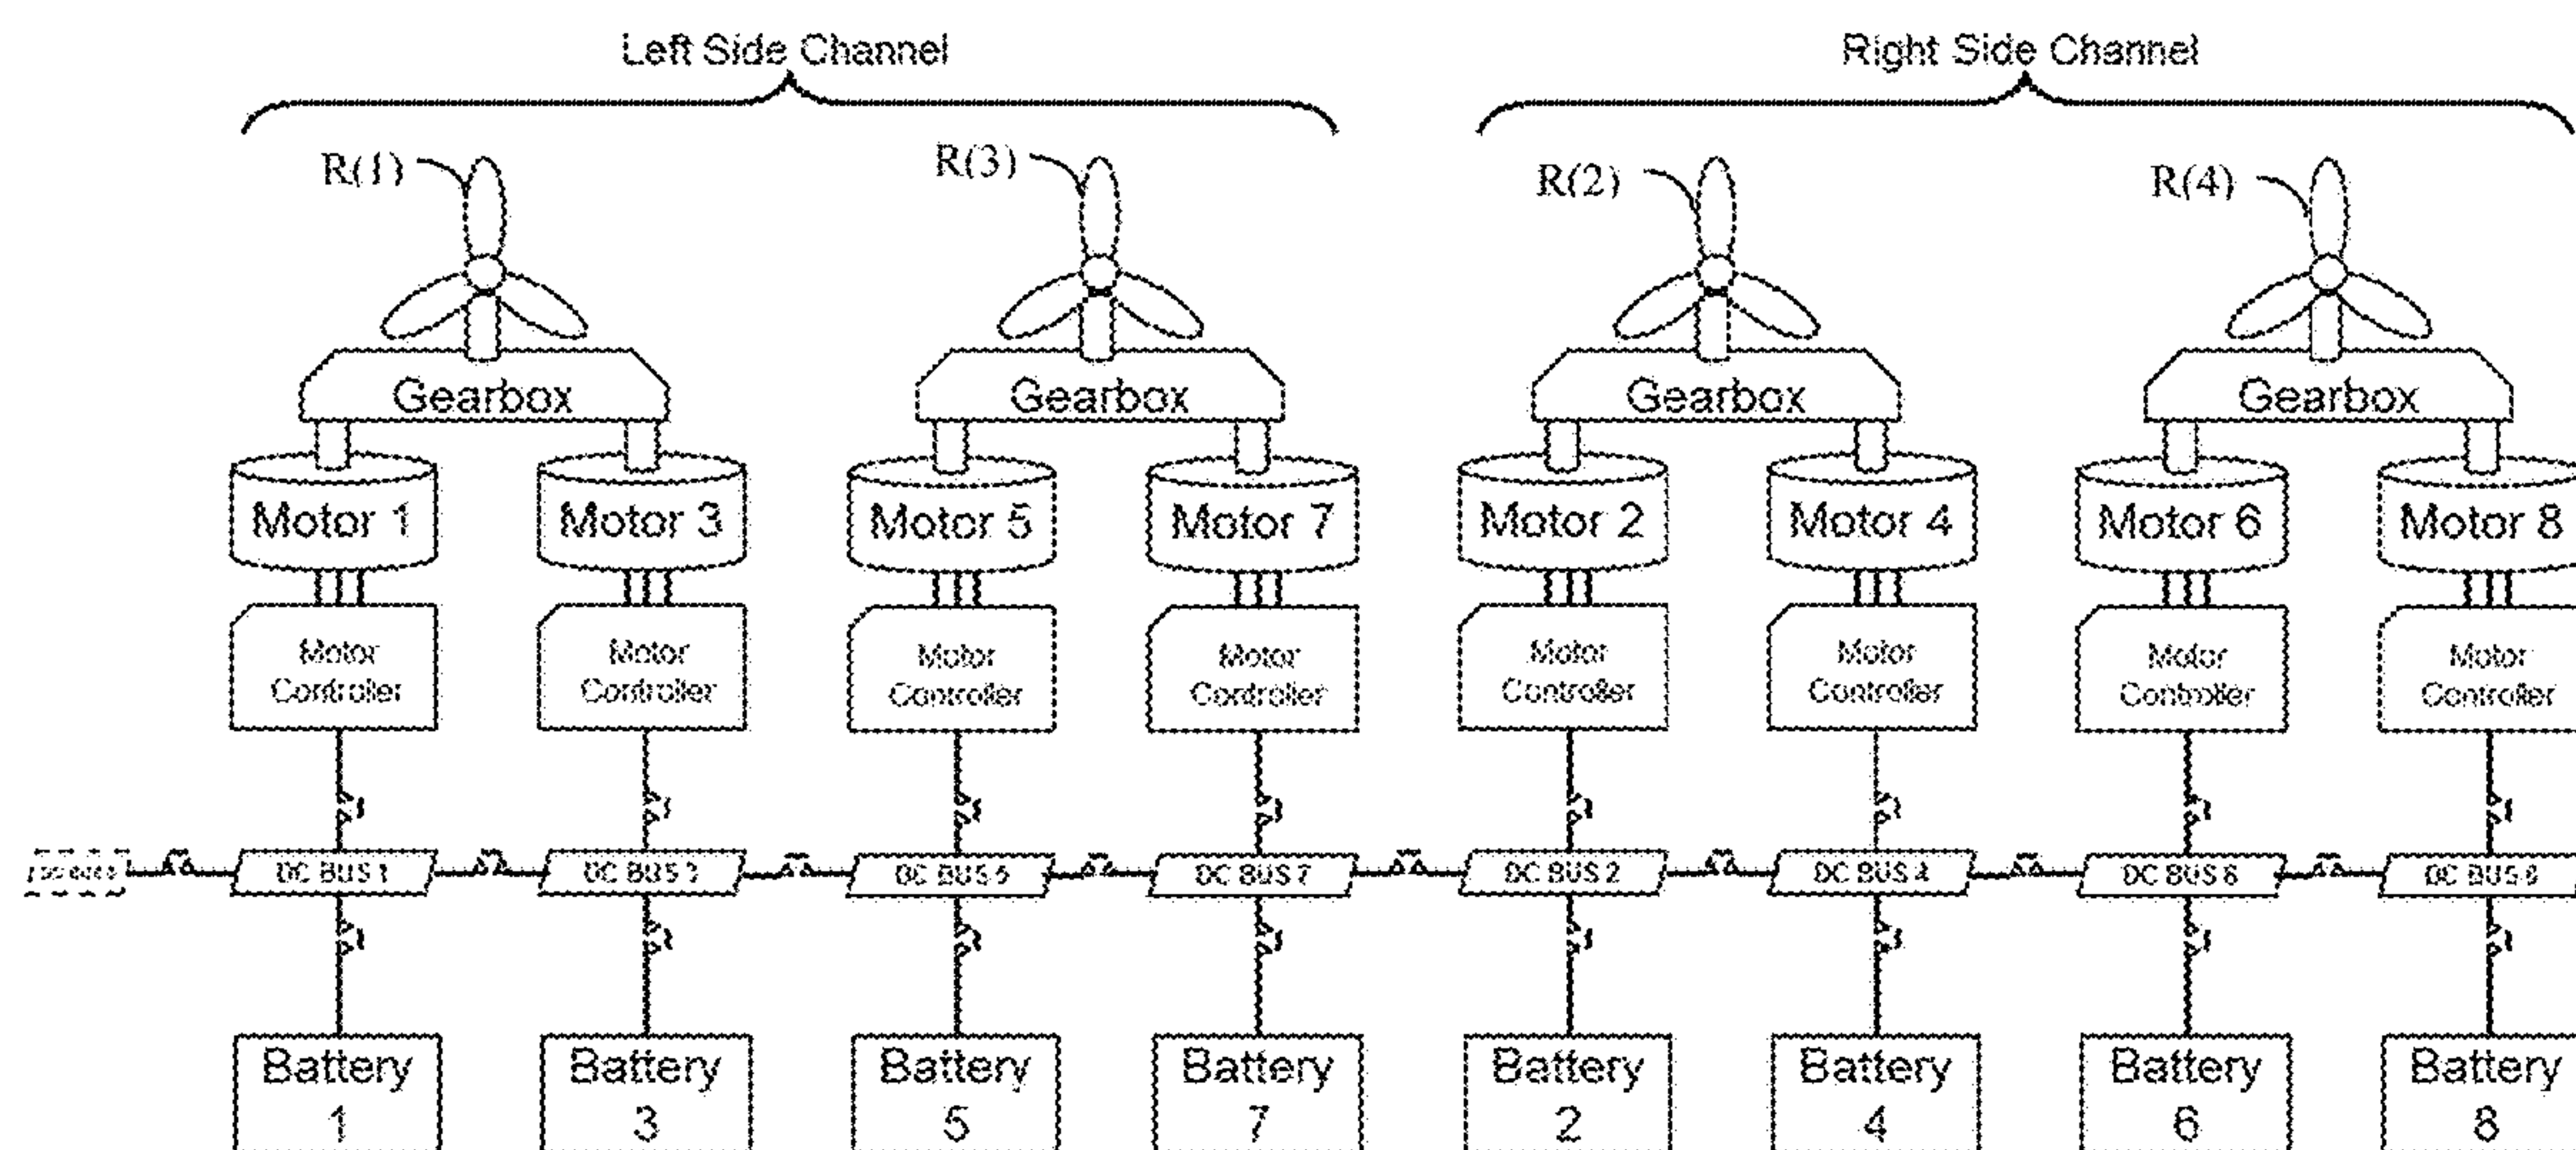 Left Side Channel Right Side Channel
R(1) R(3) R(2) R(4)
Gearbox Gearbox Gearbox Gearbox
Motor 1 Motor 3 Motor 5 Motor 7 Motor 2 Motor 4 Motor 6 Motor 8
Motor Motor Motor Motor Motor Motor Motor Motor
Controller Controller Controller Controller Controller Controller Controller Controller
DC BUS 1 DC BUS 3 DC BUS 5 DC BUS 7 DC BUS 2 DC BUS 4 DC BUS 6 DC BUS
Battery Battery Battery Battery Battery Battery Battery Battery
1 3 5 7 2 4 6 8